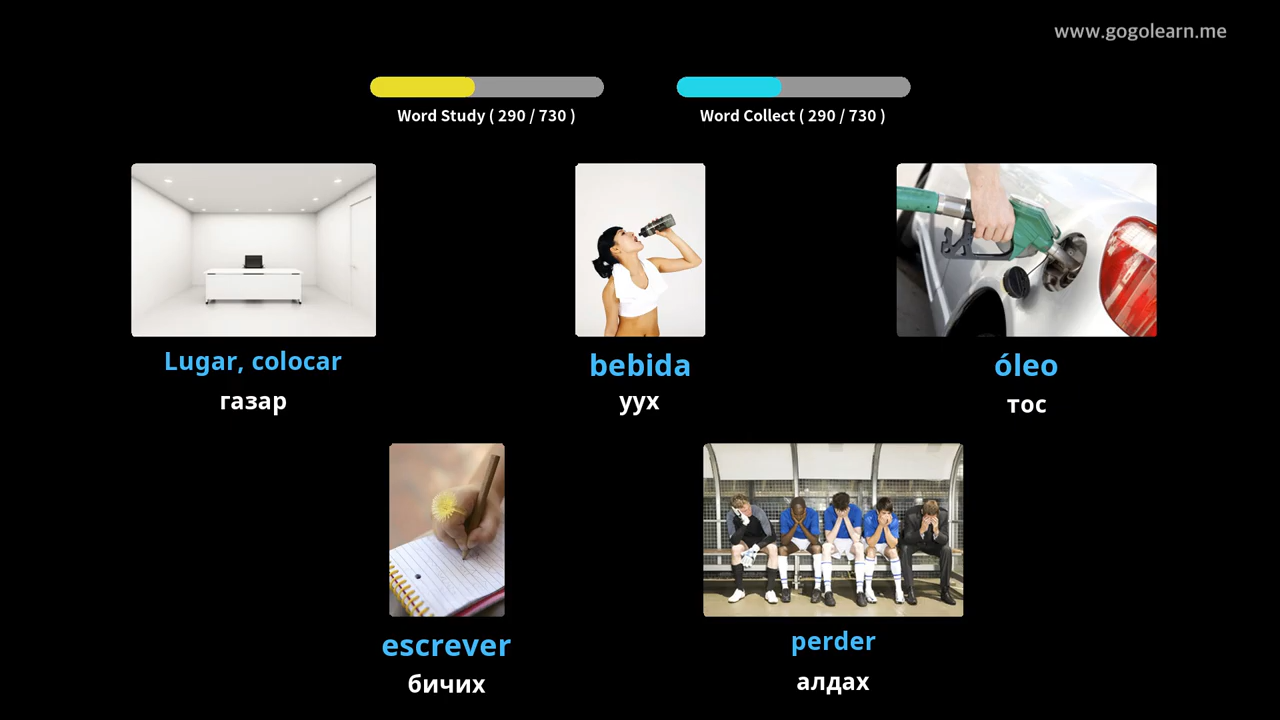 www.gogolearn.me
Word Study ( 290 / 730 )
Word Collect ( 290 / 730 )
Lugar, colocar
газар
bebida
уух
óleo
тос
escrever
бичих
perder
алдах